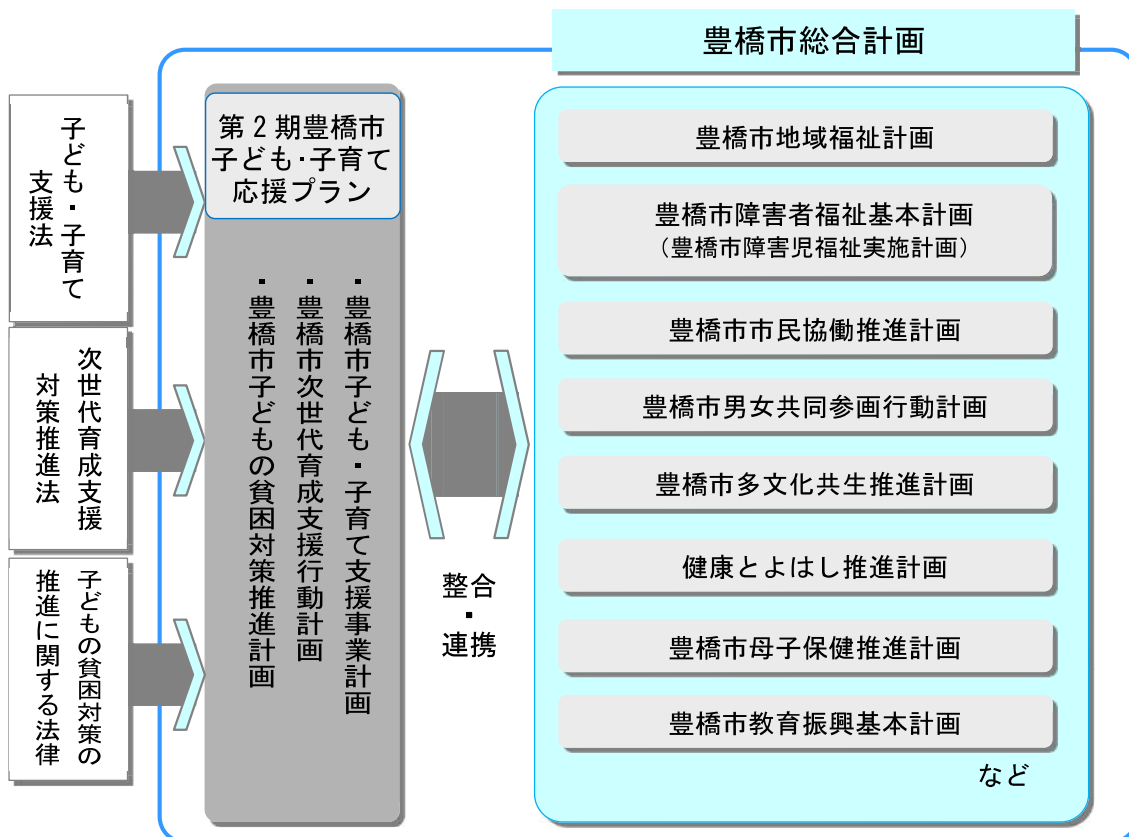 豊橋市総合計画
子ども・子育て
支援法
次世代育成支援
対策推進法
子どもの貧困対策の
推進に関する法律
第２期豊橋市
子ども・子育て
応援プラン
・豊橋市子ども・子育て支援事業計画
・豊橋市次世代育成支援行動計画
・豊橋市子どもの貧困対策推進計画
整合
・
連携
豊橋市地域福祉計画
豊橋市障害者福祉基本計画
（豊橋市障害児福祉実施計画）
豊橋市市民協働推進計画
豊橋市男女共同参画行動計画
豊橋市多文化共生推進計画
健康とよはし推進計画
豊橋市母子保健推進計画
豊橋市教育振興基本計画
など